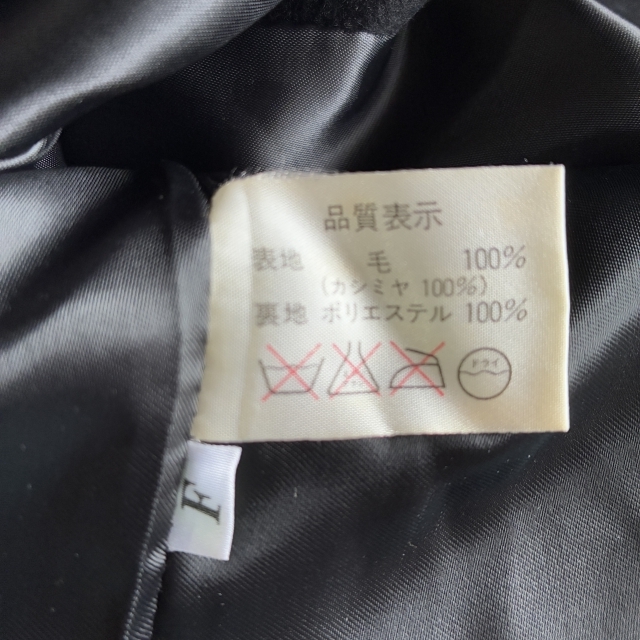 品質表示
表地 毛 100%
(カシミヤ 100%)
裏地 ポリエステル 100%
ドライ
F